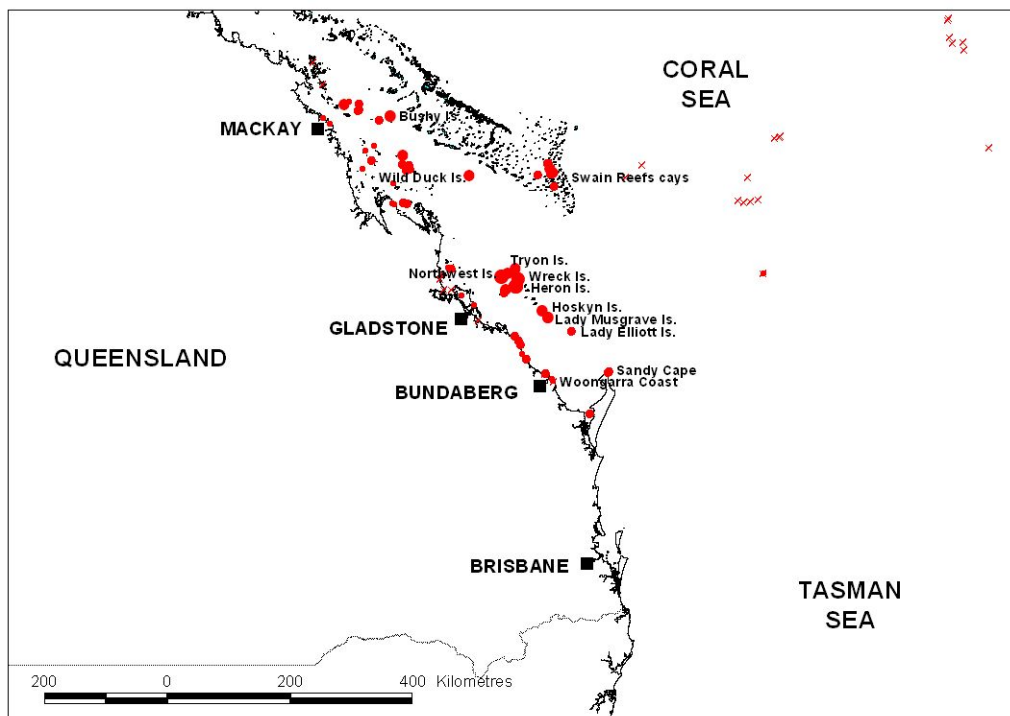 CORAL
SEA
Bushy Is.
MACKAY
Wild Duck Is.
Swain Reefs cays
Tryon Is.
Northwest Is.
Wreck Is.
Heron Is.
Hoskyn Is.
Lady Musgrave Is.
GLADSTONE
Lady Elliott Is.
QUEENSLAND
Sandy Cape
Woongarra Coast
BUNDABERG
BRISBANE
TASMAN
SEA
200 0 200 400 Kilometres